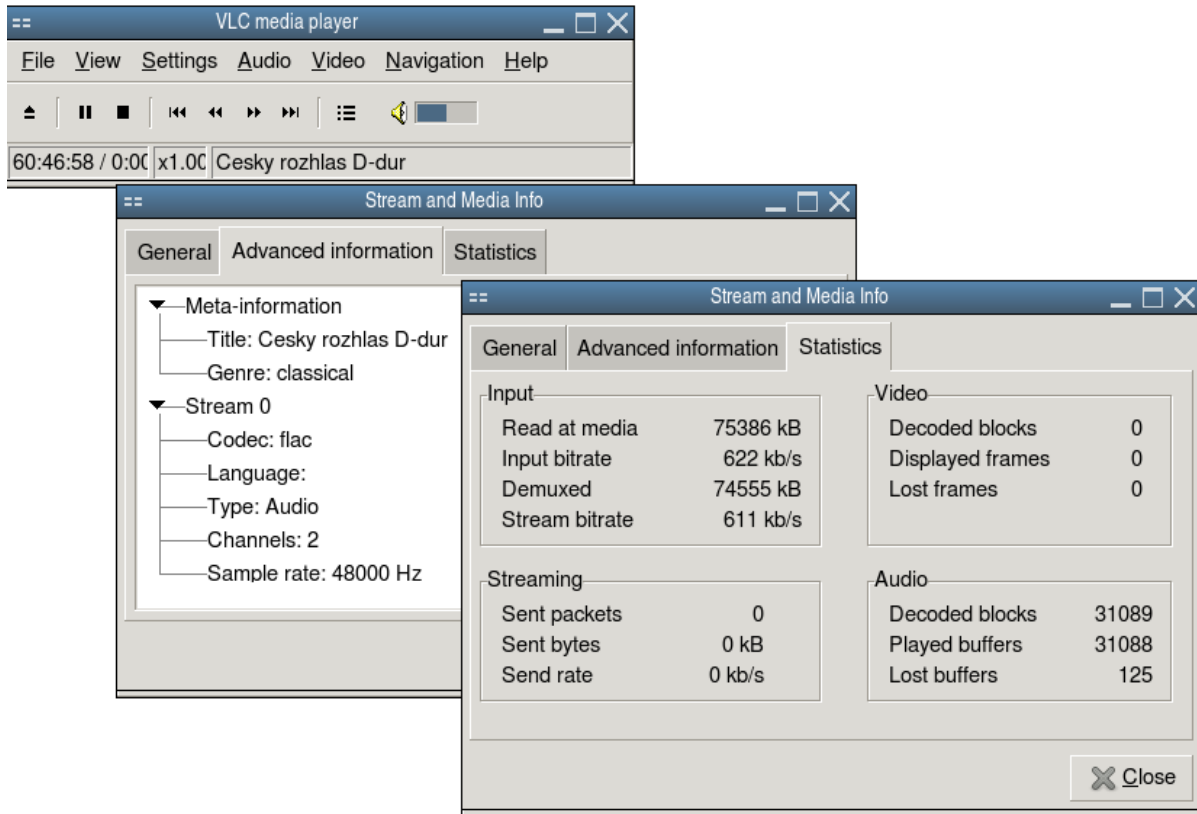 VLC media player
File View Settings Audio Video Navigation Help
60:46:58 / 0:00 x1.00 Cesky rozhlas D-dur
Stream and Media Info
General Advanced information Statistics
Meta-information
Title: Cesky rozhlas D-dur
Genre: classical
Stream 0
Codec: flac
Language:
Type: Audio
Channels: 2
Sample rate: 48000 Hz
Stream and Media Info
General Advanced information Statistics
Input
Read at media 75386 kB
Input bitrate 622 kb/s
Demuxed 74555 kB
Stream bitrate 611 kb/s
Video
Decoded blocks 0
Displayed frames 0
Lost frames 0
Streaming
Sent packets 0
Sent bytes 0 kB
Send rate 0 kb/s
Audio
Decoded blocks 31089
Played buffers 31088
Lost buffers 125
Close